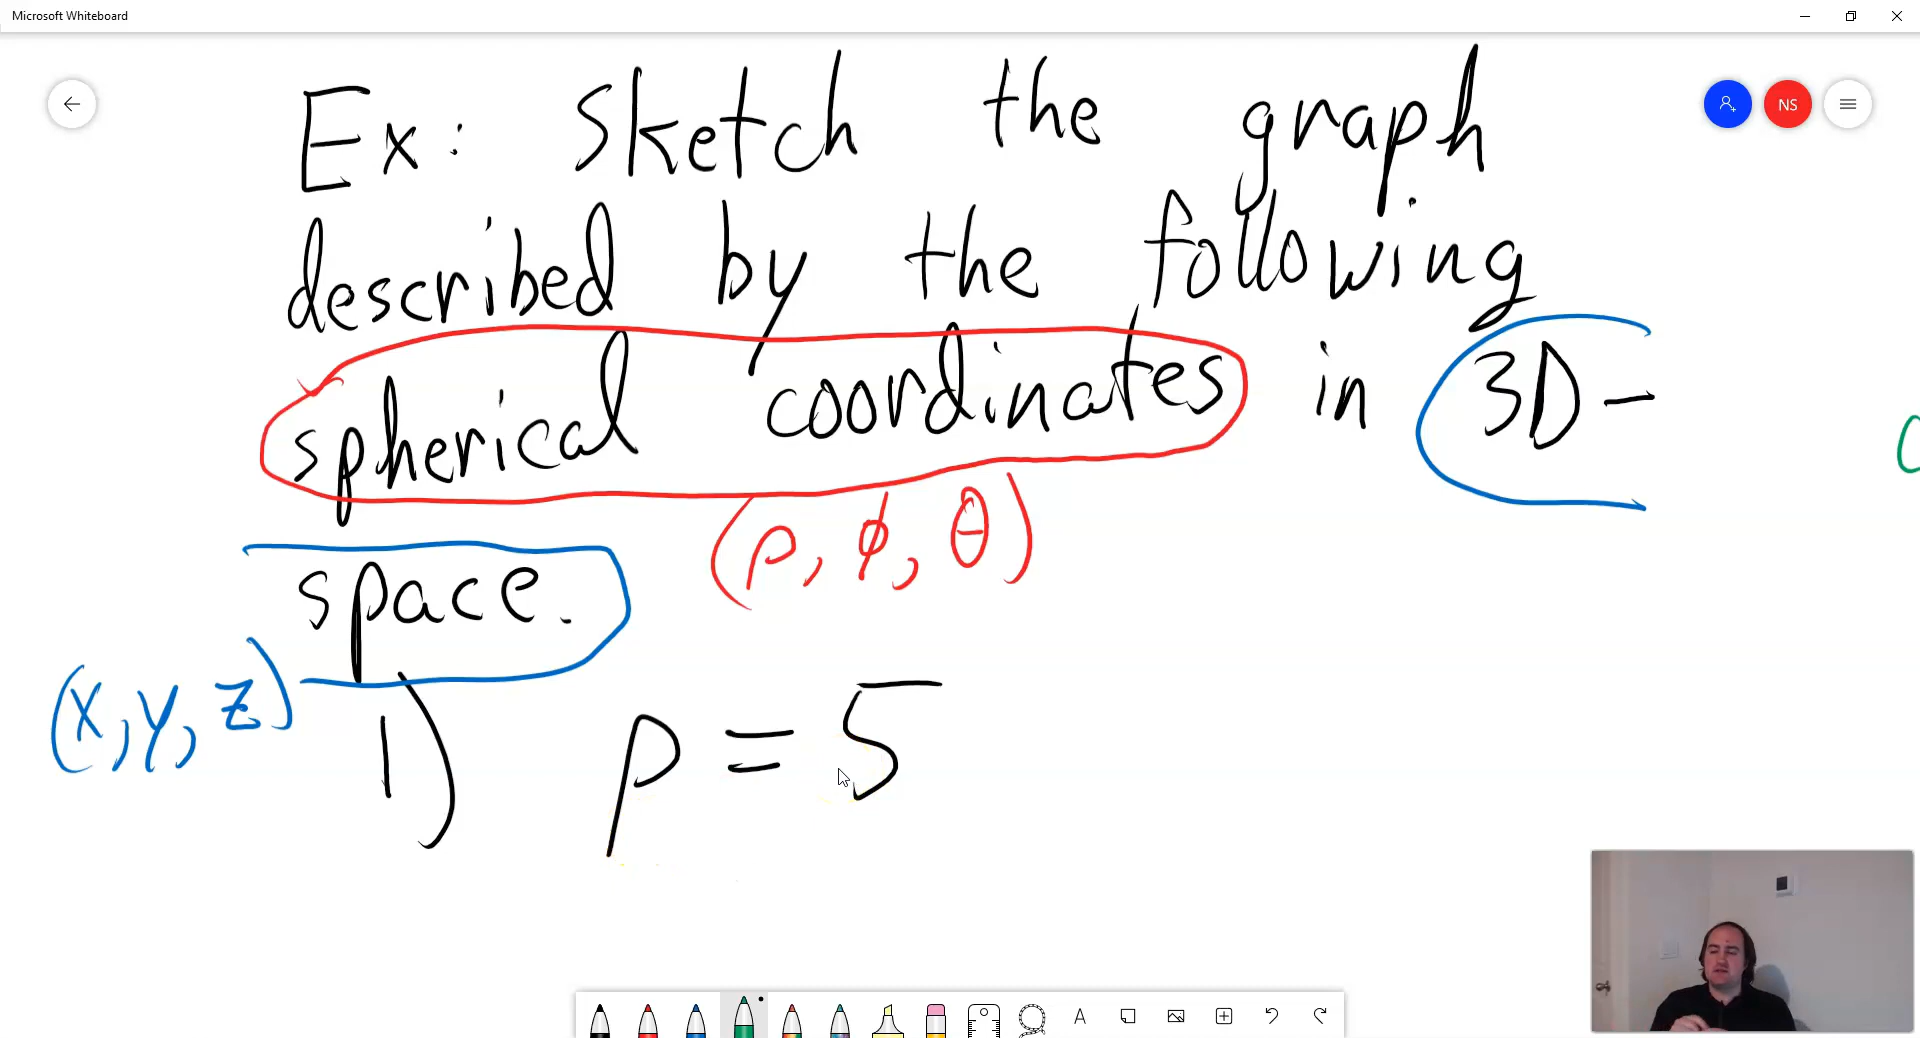 Microsoft Whiteboard
NS
Ex: Sketch the graph
described by the following
spherical coordinates in 3D-
space.
(ρ, ϕ, θ)
(x, y, z)
1) ρ = 5
A